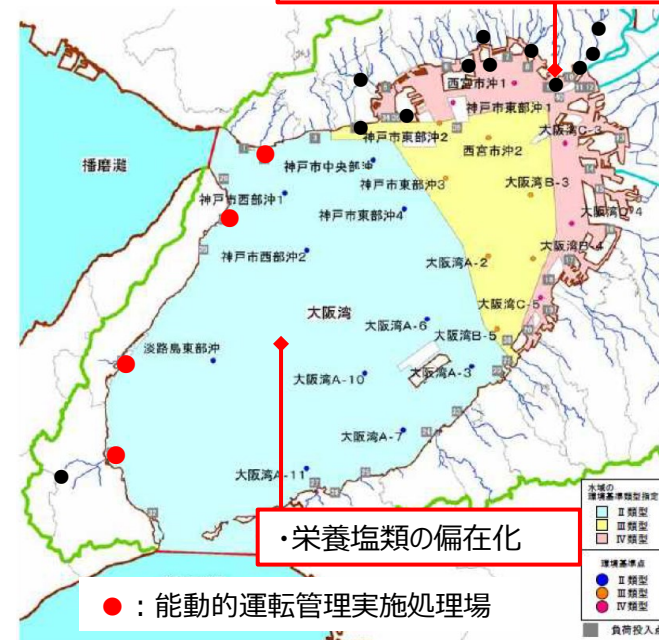 西宮市沖1
神戸市東部沖1
大阪湾C-3
神戸市東部沖2
播磨灘
神戸市中央部沖
西宮市沖2
神戸市東部沖3
大阪湾B-3
神戸市西部沖1
神戸市東部沖4
大阪湾B-4
神戸市西部沖2
大阪湾A-2
大阪湾C-5
大阪湾
大阪湾A-6
大阪湾B-5
淡路島東部沖
大阪湾A-10
大阪湾A-3
大阪湾A-7
大阪湾A-11
・栄養塩類の偏在化
水域の
環境基準類型指定
Ⅱ類型
Ⅲ類型
Ⅳ類型
環境基準点
Ⅱ類型
Ⅲ類型
Ⅳ類型
負荷投入点
：能動的運転管理実施処理場